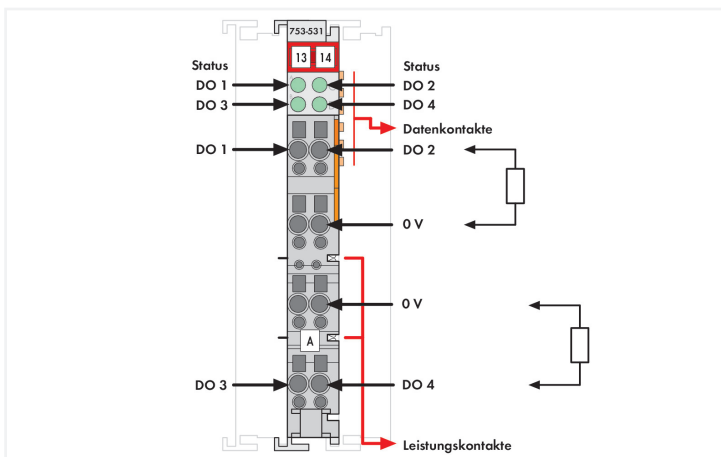 753-531
13 14
Status Status
DO 1 DO 2
DO 3 DO 4
Datenkontakte
DO 1 DO 2
0 V
0 V
A
DO 3 DO 4
Leistungskontakte